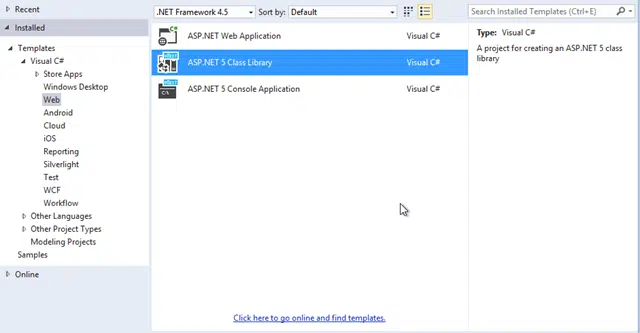 Recent
Installed
Templates
Visual C#
Store Apps
Windows Desktop
Web
Android
Cloud
iOS
Reporting
Silverlight
Test
WCF
Workflow
Other Languages
Other Project Types
Modeling Projects
Samples
Online
.NET Framework 4.5 Sort by: Default
ASP.NET Web Application Visual C#
ASP.NET 5 Class Library Visual C#
ASP.NET 5 Console Application Visual C#
Click here to go online and find templates.
Search Installed Templates (Ctrl+E)
Type: Visual C#
A project for creating an ASP.NET 5 class
library